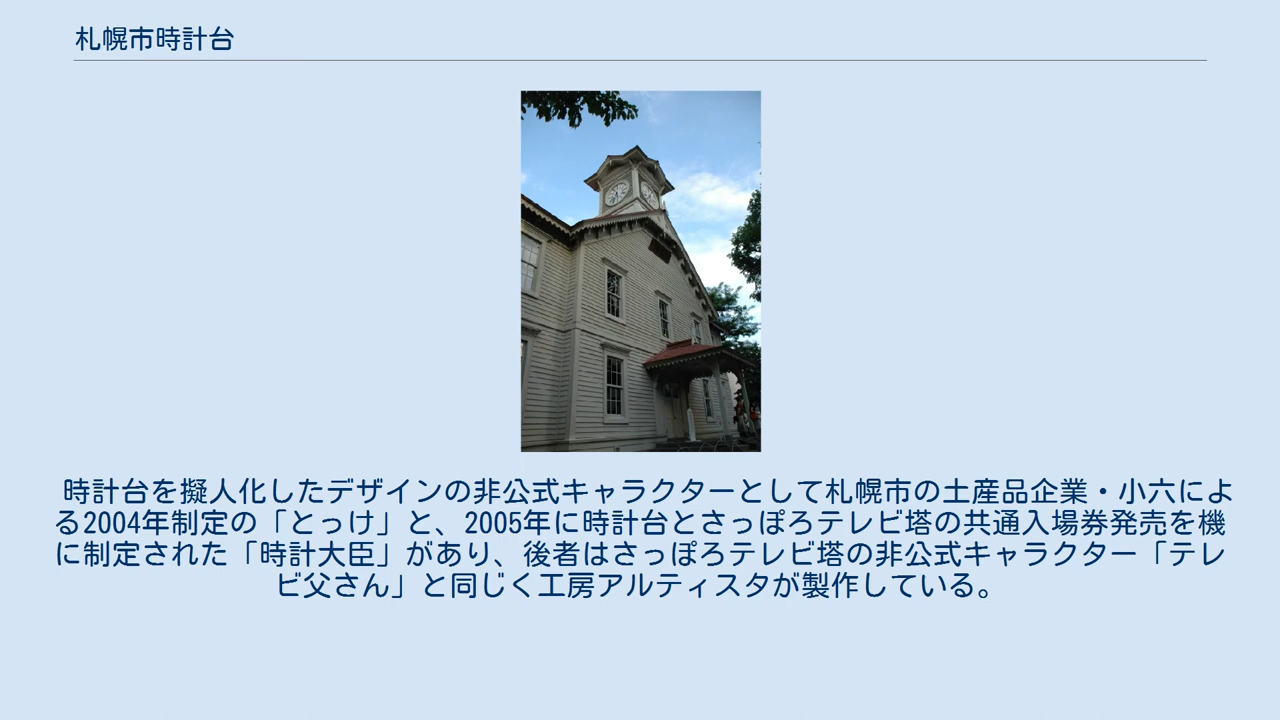 札幌市時計台
時計台を擬人化したデザインの非公式キャラクターとして札幌市の土産品企業・小六によ
る2004年制定の「とっけ」と、2005年に時計台とさっぽろテレビ塔の共通入場券発売を機
に制定された「時計大臣」があり、後者はさっぽろテレビ塔の非公式キャラクター「テレ
ビ父さん」と同じく工房アルティスタが製作している。